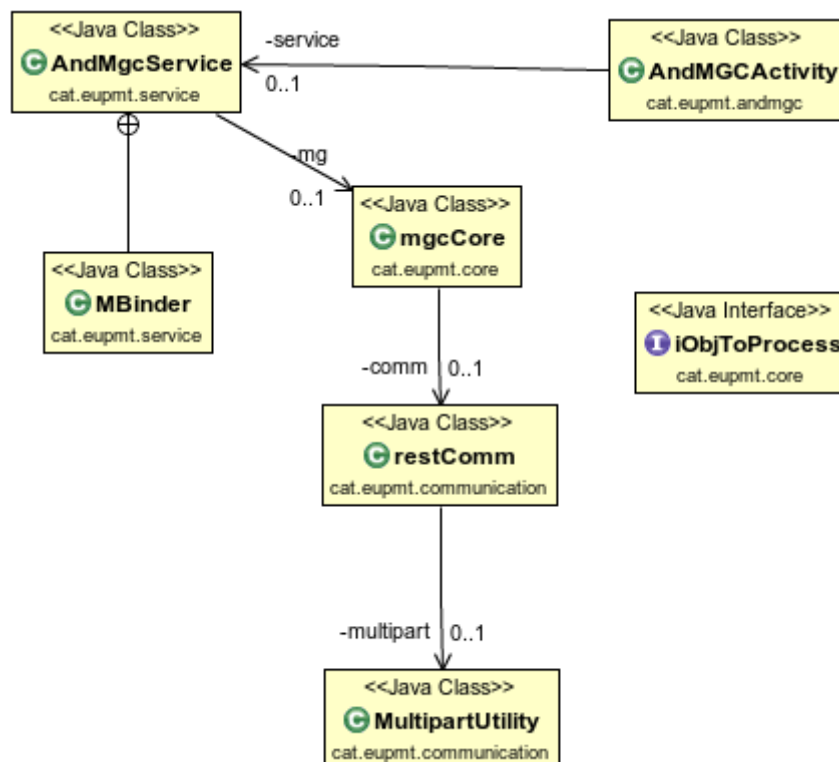 <<Java Class>>
C AndMgcService
cat.eupmt.service
-service
0..1
<<Java Class>>
C AndMGCActivity
cat.eupmt.andmgc
-mg
0..1
<<Java Class>>
C mgcCore
cat.eupmt.core
<<Java Class>>
C MBinder
cat.eupmt.service
<<Java Interface>>
I iObjToProcess
cat.eupmt.core
-comm 0..1
<<Java Class>>
C restComm
cat.eupmt.communication
-multipart 0..1
<<Java Class>>
C MultipartUtility
cat.eupmt.communication